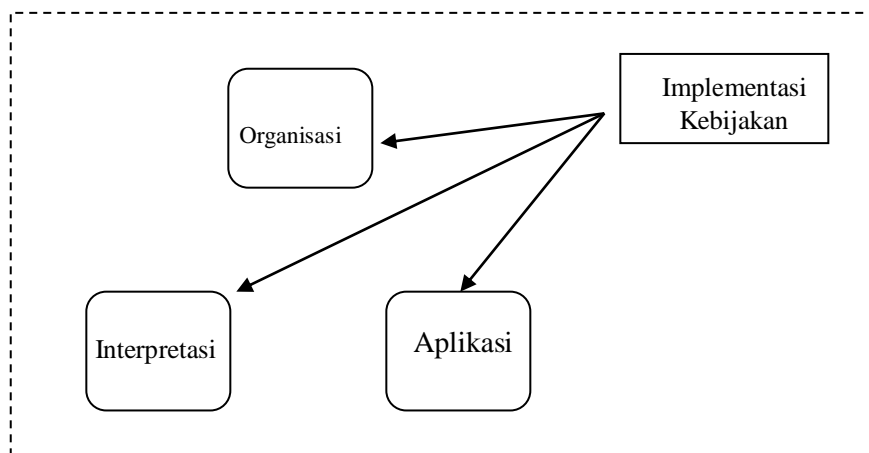 Implementasi
Kebijakan
Organisasi
Interpretasi
Aplikasi